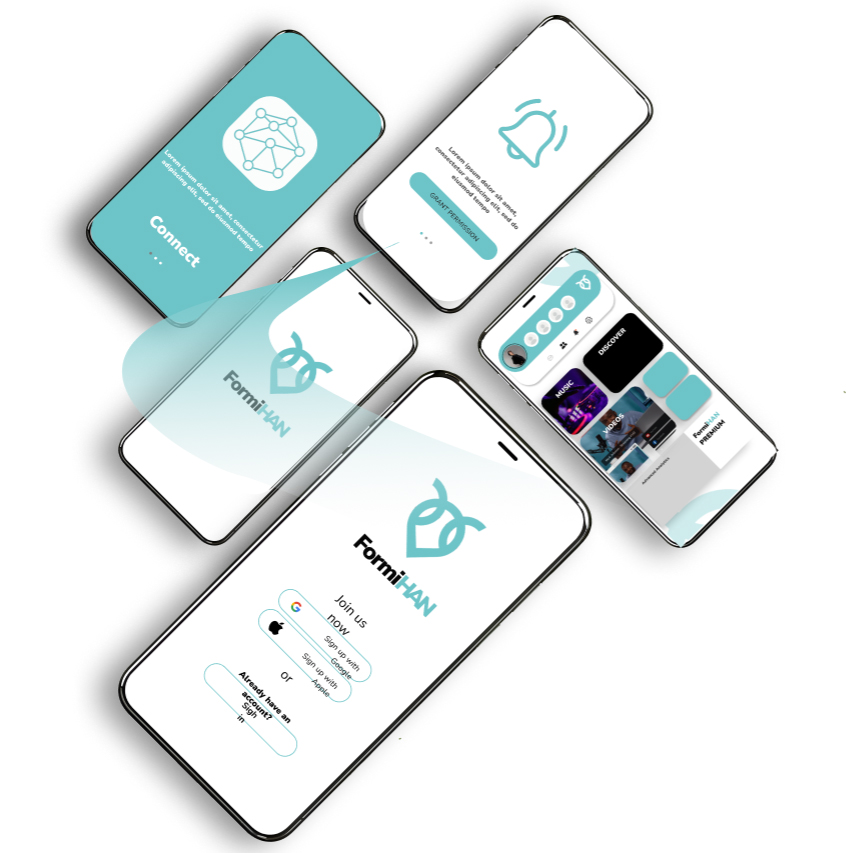 Lorem ipsum dolor sit amet, consectetur
adipiscing elit, sed do eiusmod tempo
Connect
Lorem ipsum dolor sit amet,
consectetur adipiscing elit, sed do
eiusmod tempo
GRANT PERMISSION
FormiHAN
DISCOVER
MUSIC
VIDEOS
FormiHAN
PREMIUM
FormiHAN
Join us
now
Sign up with
Google
Sign up with
Apple
or
Already have an
account?
Sigh
in